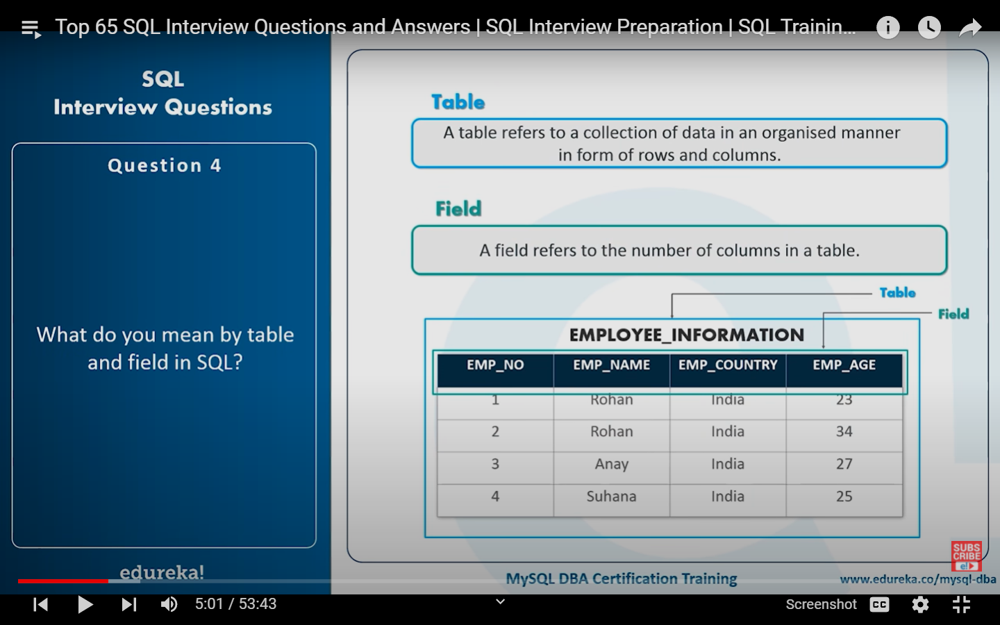 Top 65 SQL Interview Questions and Answers | SQL Interview Preparation | SQL Trainin...
SQL
Interview Questions
Question 4
What do you mean by table
and field in SQL?
edureka!
Table
A table refers to a collection of data in an organised manner
in form of rows and columns.
Field
A field refers to the number of columns in a table.
Table
Field
EMPLOYEE_INFORMATION
EMP_NO EMP_NAME EMP_COUNTRY EMP_AGE
1 Rohan India 23
2 Rohan India 34
3 Anay India 27
4 Suhana India 25
SUBS
CRIBE
e!
MySQL DBA Certification Training
www.edureka.co/mysql-dba
5:01 / 53:43
Screenshot
CC